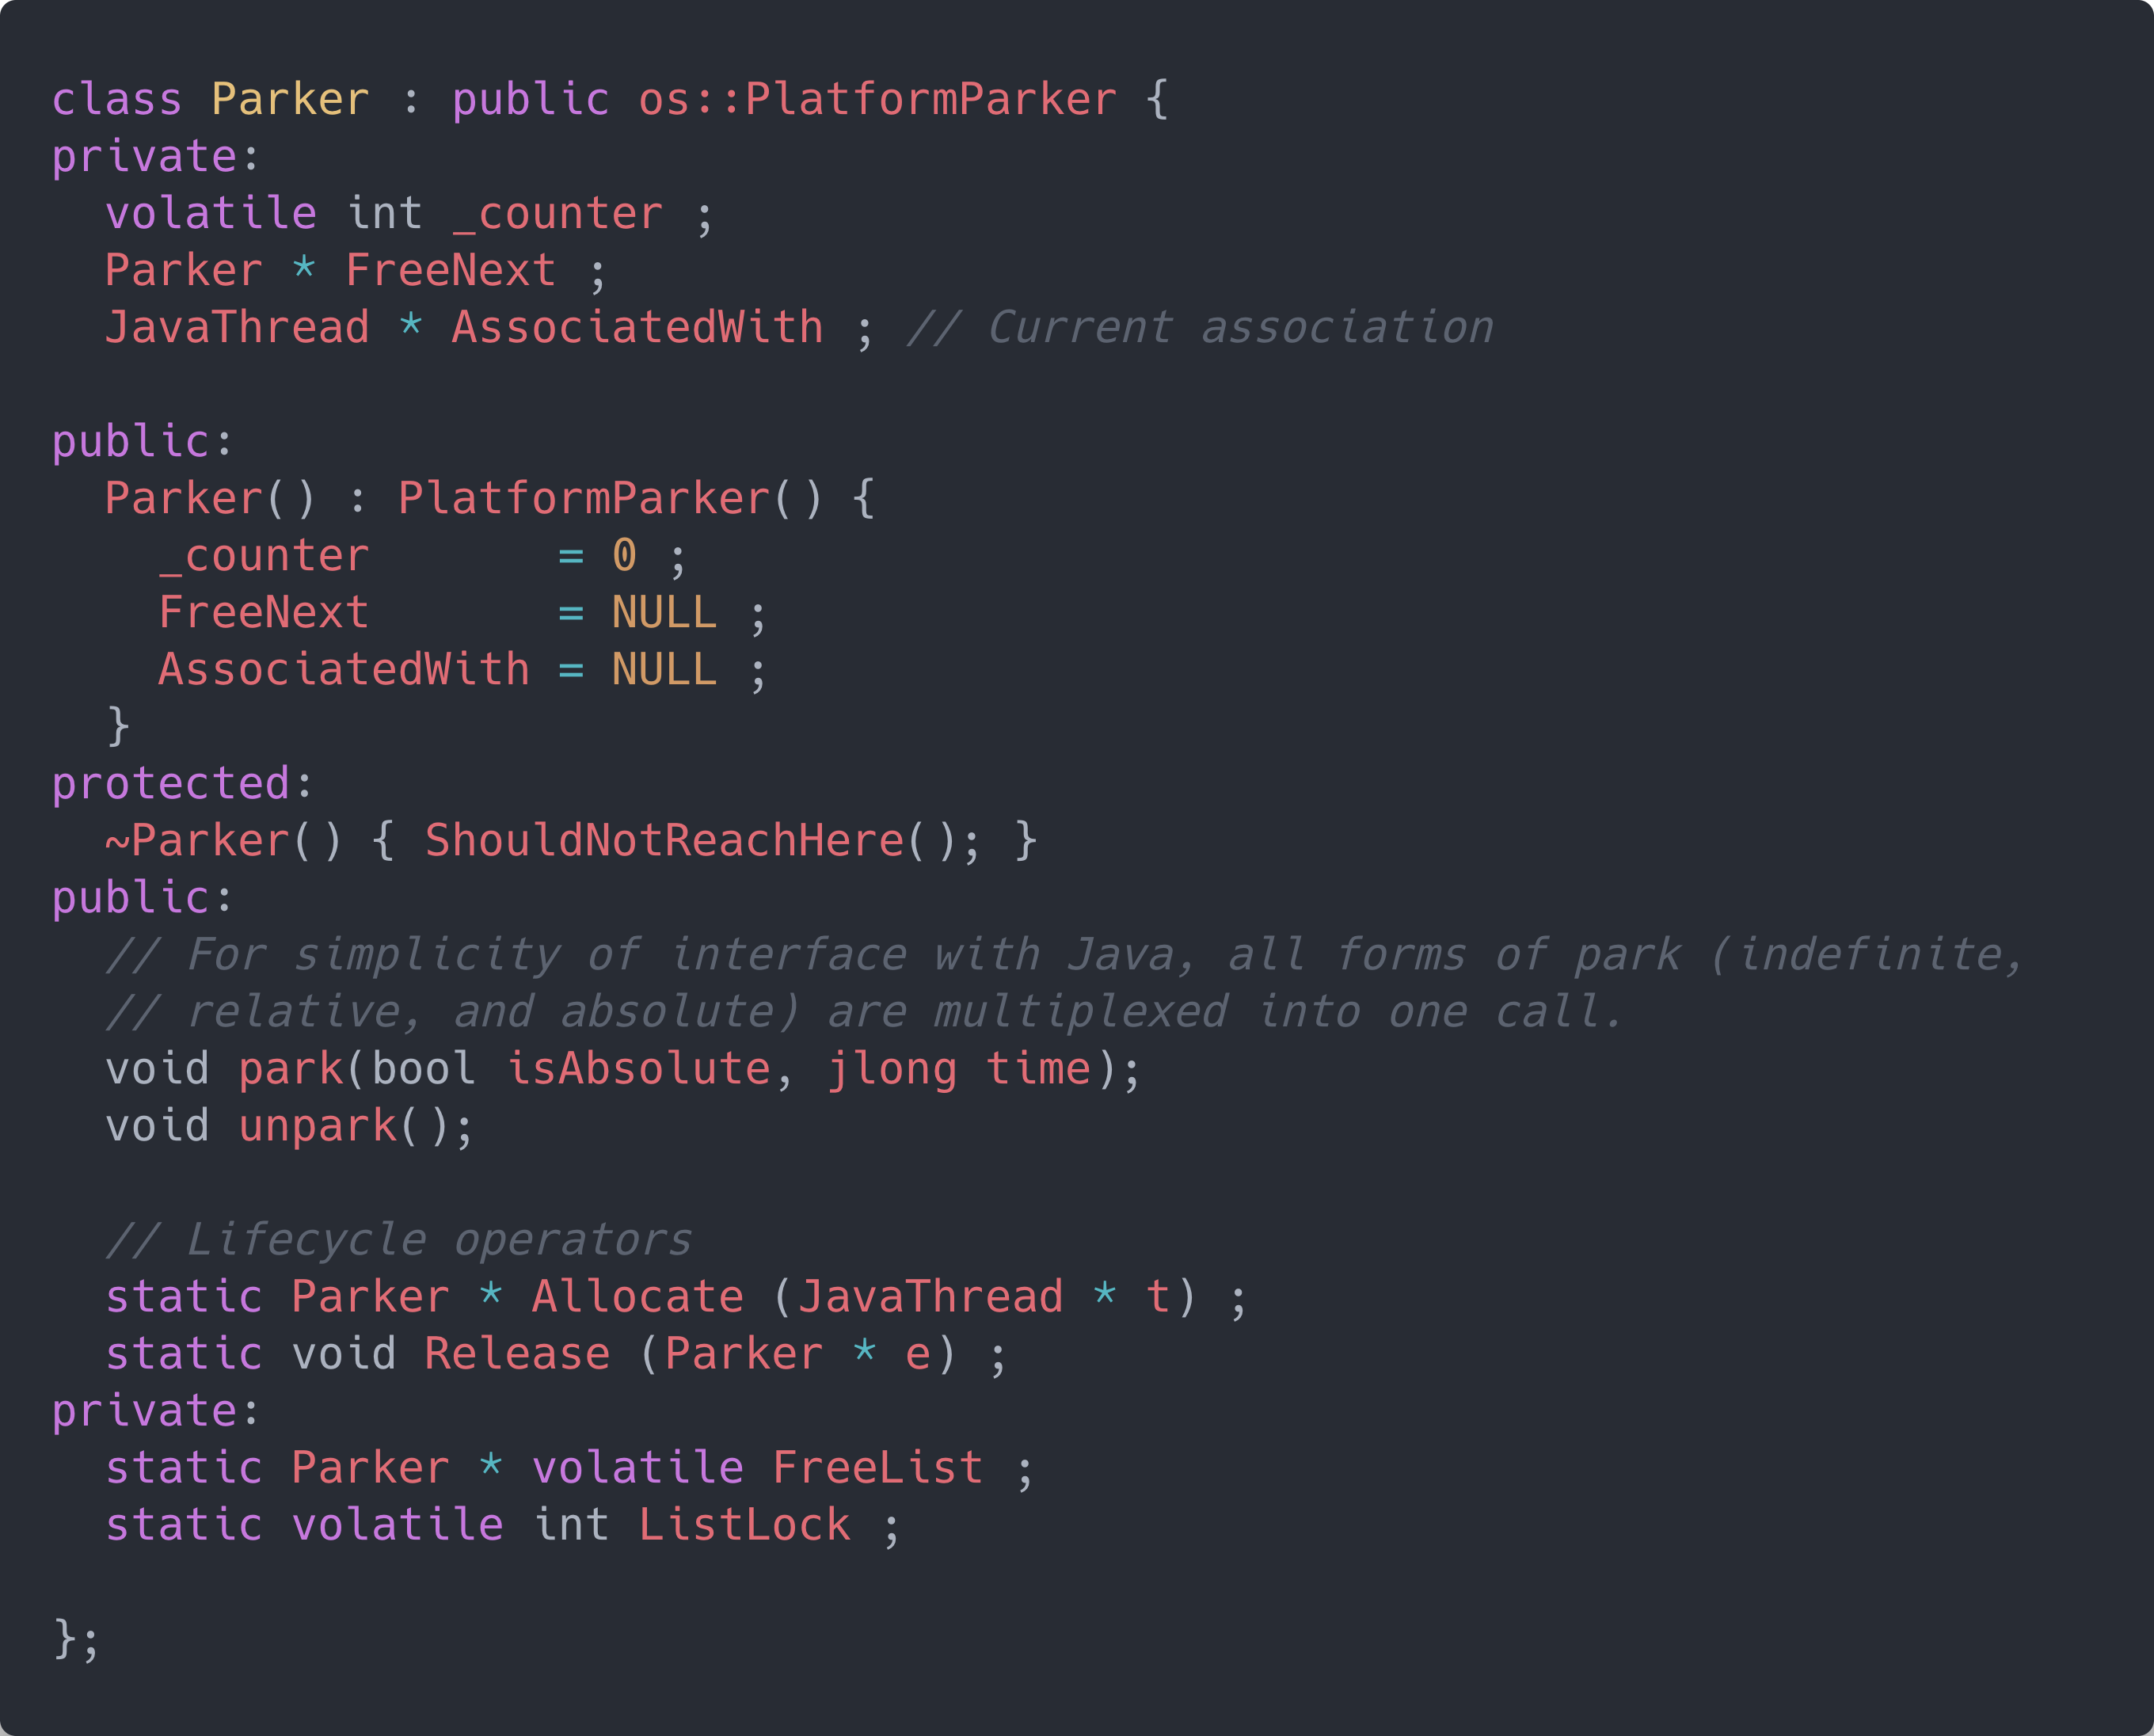 class Parker : public os::PlatformParker {
private:
  volatile int _counter ;
  Parker * FreeNext ;
  JavaThread * AssociatedWith ; // Current association

public:
  Parker() : PlatformParker() {
    _counter       = 0 ;
    FreeNext       = NULL ;
    AssociatedWith = NULL ;
  }
protected:
  ~Parker() { ShouldNotReachHere(); }
public:
  // For simplicity of interface with Java, all forms of park (indefinite,
  // relative, and absolute) are multiplexed into one call.
  void park(bool isAbsolute, jlong time);
  void unpark();

  // Lifecycle operators
  static Parker * Allocate (JavaThread * t) ;
  static void Release (Parker * e) ;
private:
  static Parker * volatile FreeList ;
  static volatile int ListLock ;

};